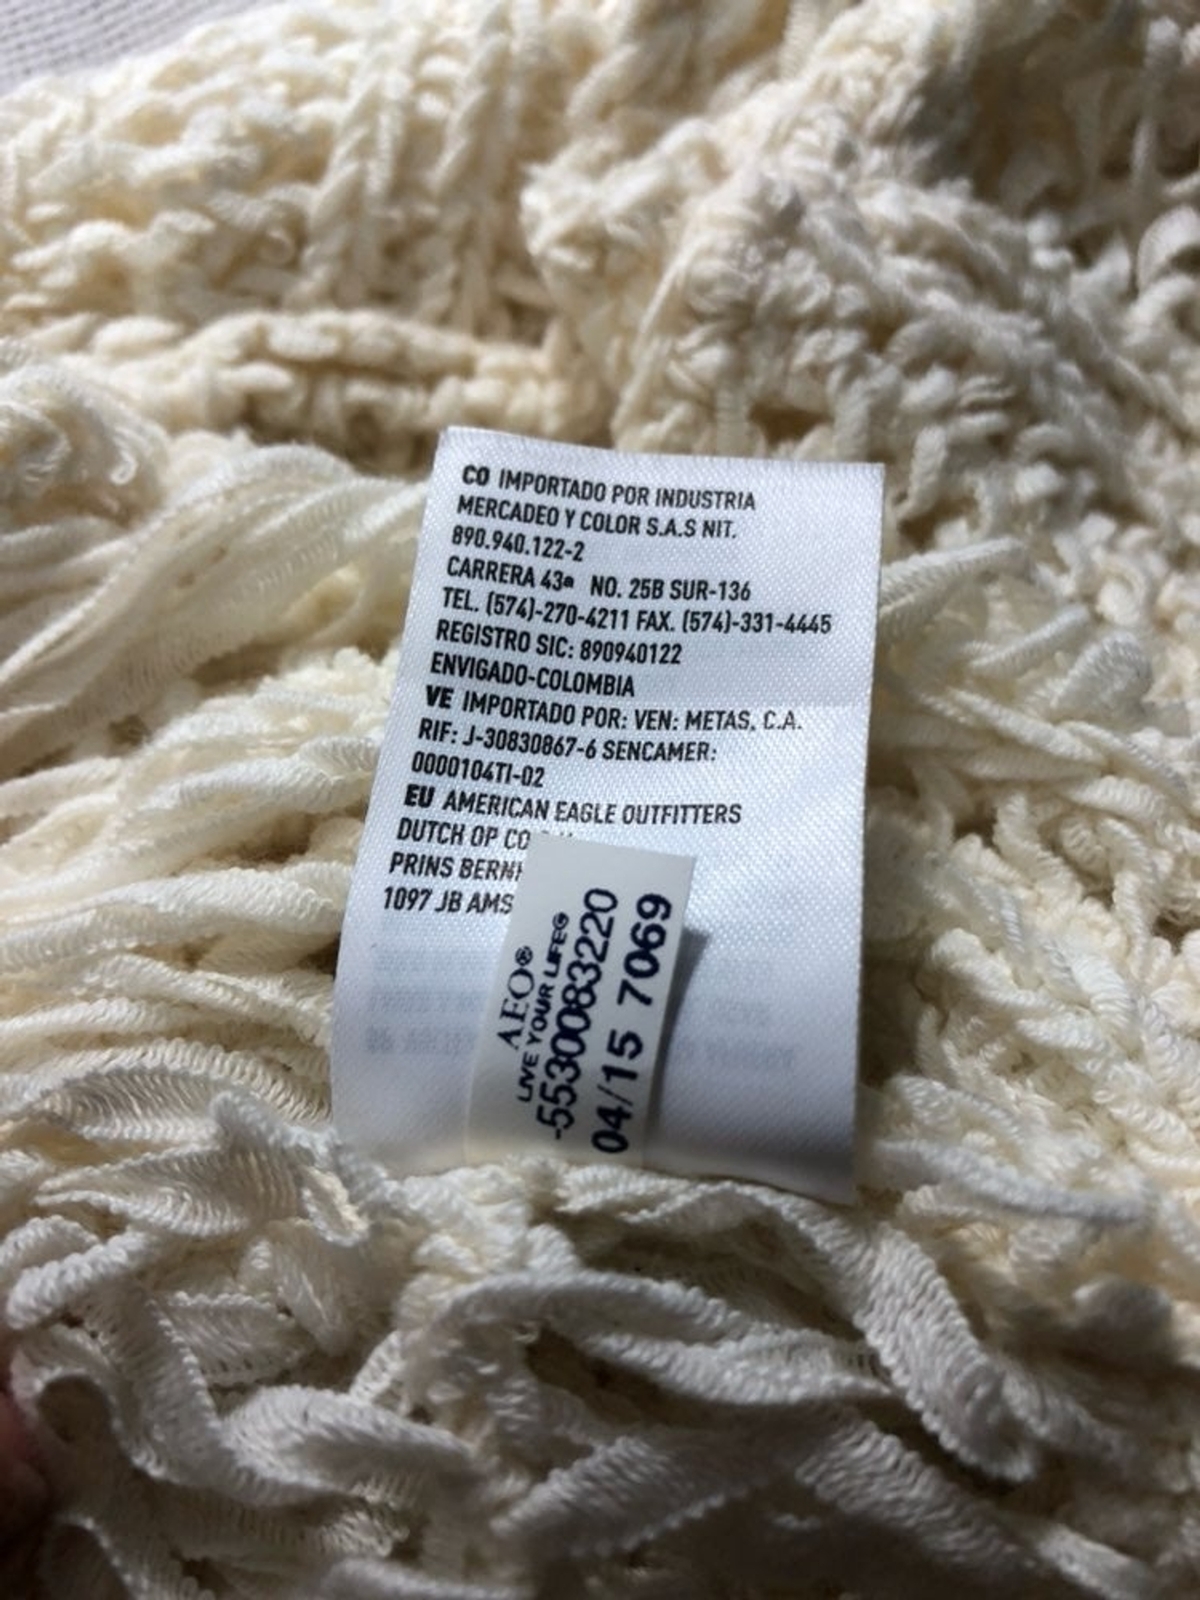 CO IMPORTADO POR INDUSTRIA
MERCADEO Y COLOR S.A.S NIT.
890.940.122-2
CARRERA 43ª NO. 25B SUR-136
TEL. (574)-270-4211 FAX. (574)-331-4445
REGISTRO SIC: 890940122
ENVIGADO-COLOMBIA
VE IMPORTADO POR: VEN: METAS, C.A.
RIF: J-30830867-6 SENCAMER:
0000104TI-02
EU AMERICAN EAGLE OUTFITTERS
DUTCH OP CO
PRINS
1097 JB AMS
AEO®
LIVE YOUR LIFE®
-5530083220
04/15 7069